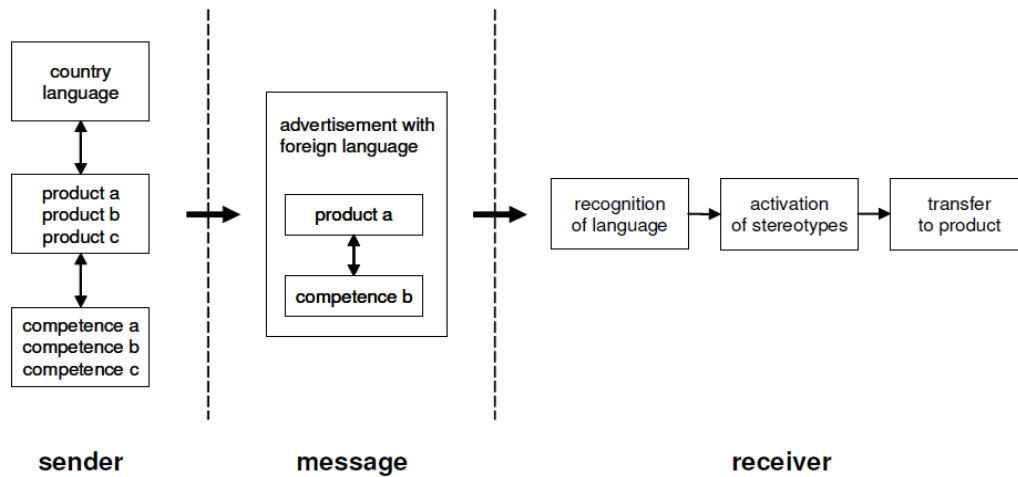 country
language
product a
product b
product c
competence a
competence b
competence c
sender
advertisement with
foreign language
product a
competence b
message
recognition
of language
activation
of stereotypes
transfer
to product
receiver